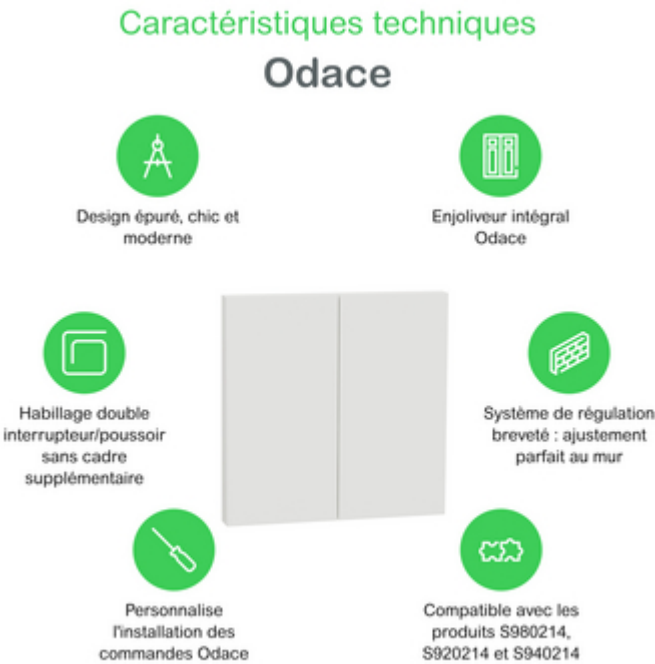 Caractéristiques techniques
Odace
Design épuré, chic et
moderne
Enjoliveur intégral
Odace
Habillage double
interrupteur/poussoir
sans cadre
supplémentaire
Système de régulation
breveté : ajustement
parfait au mur
Personnalise
l'installation des
commandes Odace
Compatible avec les
produits S980214,
S920214 et S940214